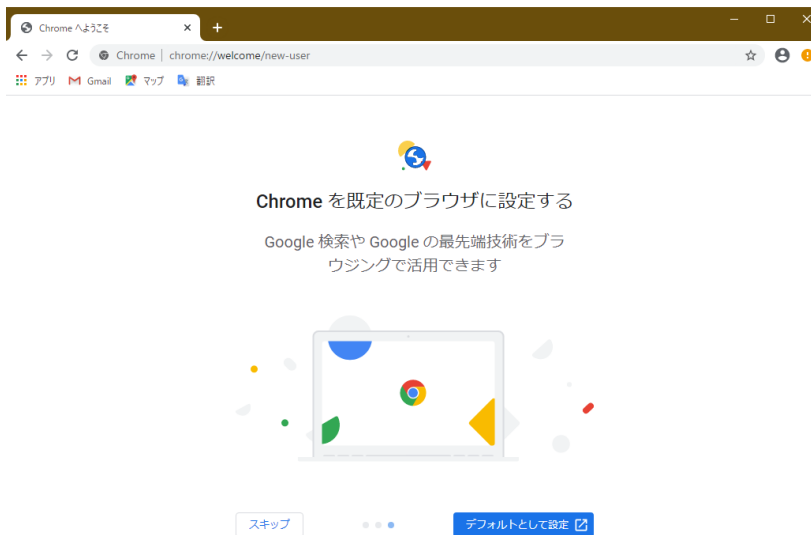 Chrome へようこそ
Chrome | chrome://welcome/new-user
アプリ Gmail マップ 翻訳
Chrome を既定のブラウザに設定する
Google 検索や Google の最先端技術をブラ
ウジングで活用できます
スキップ
デフォルトとして設定